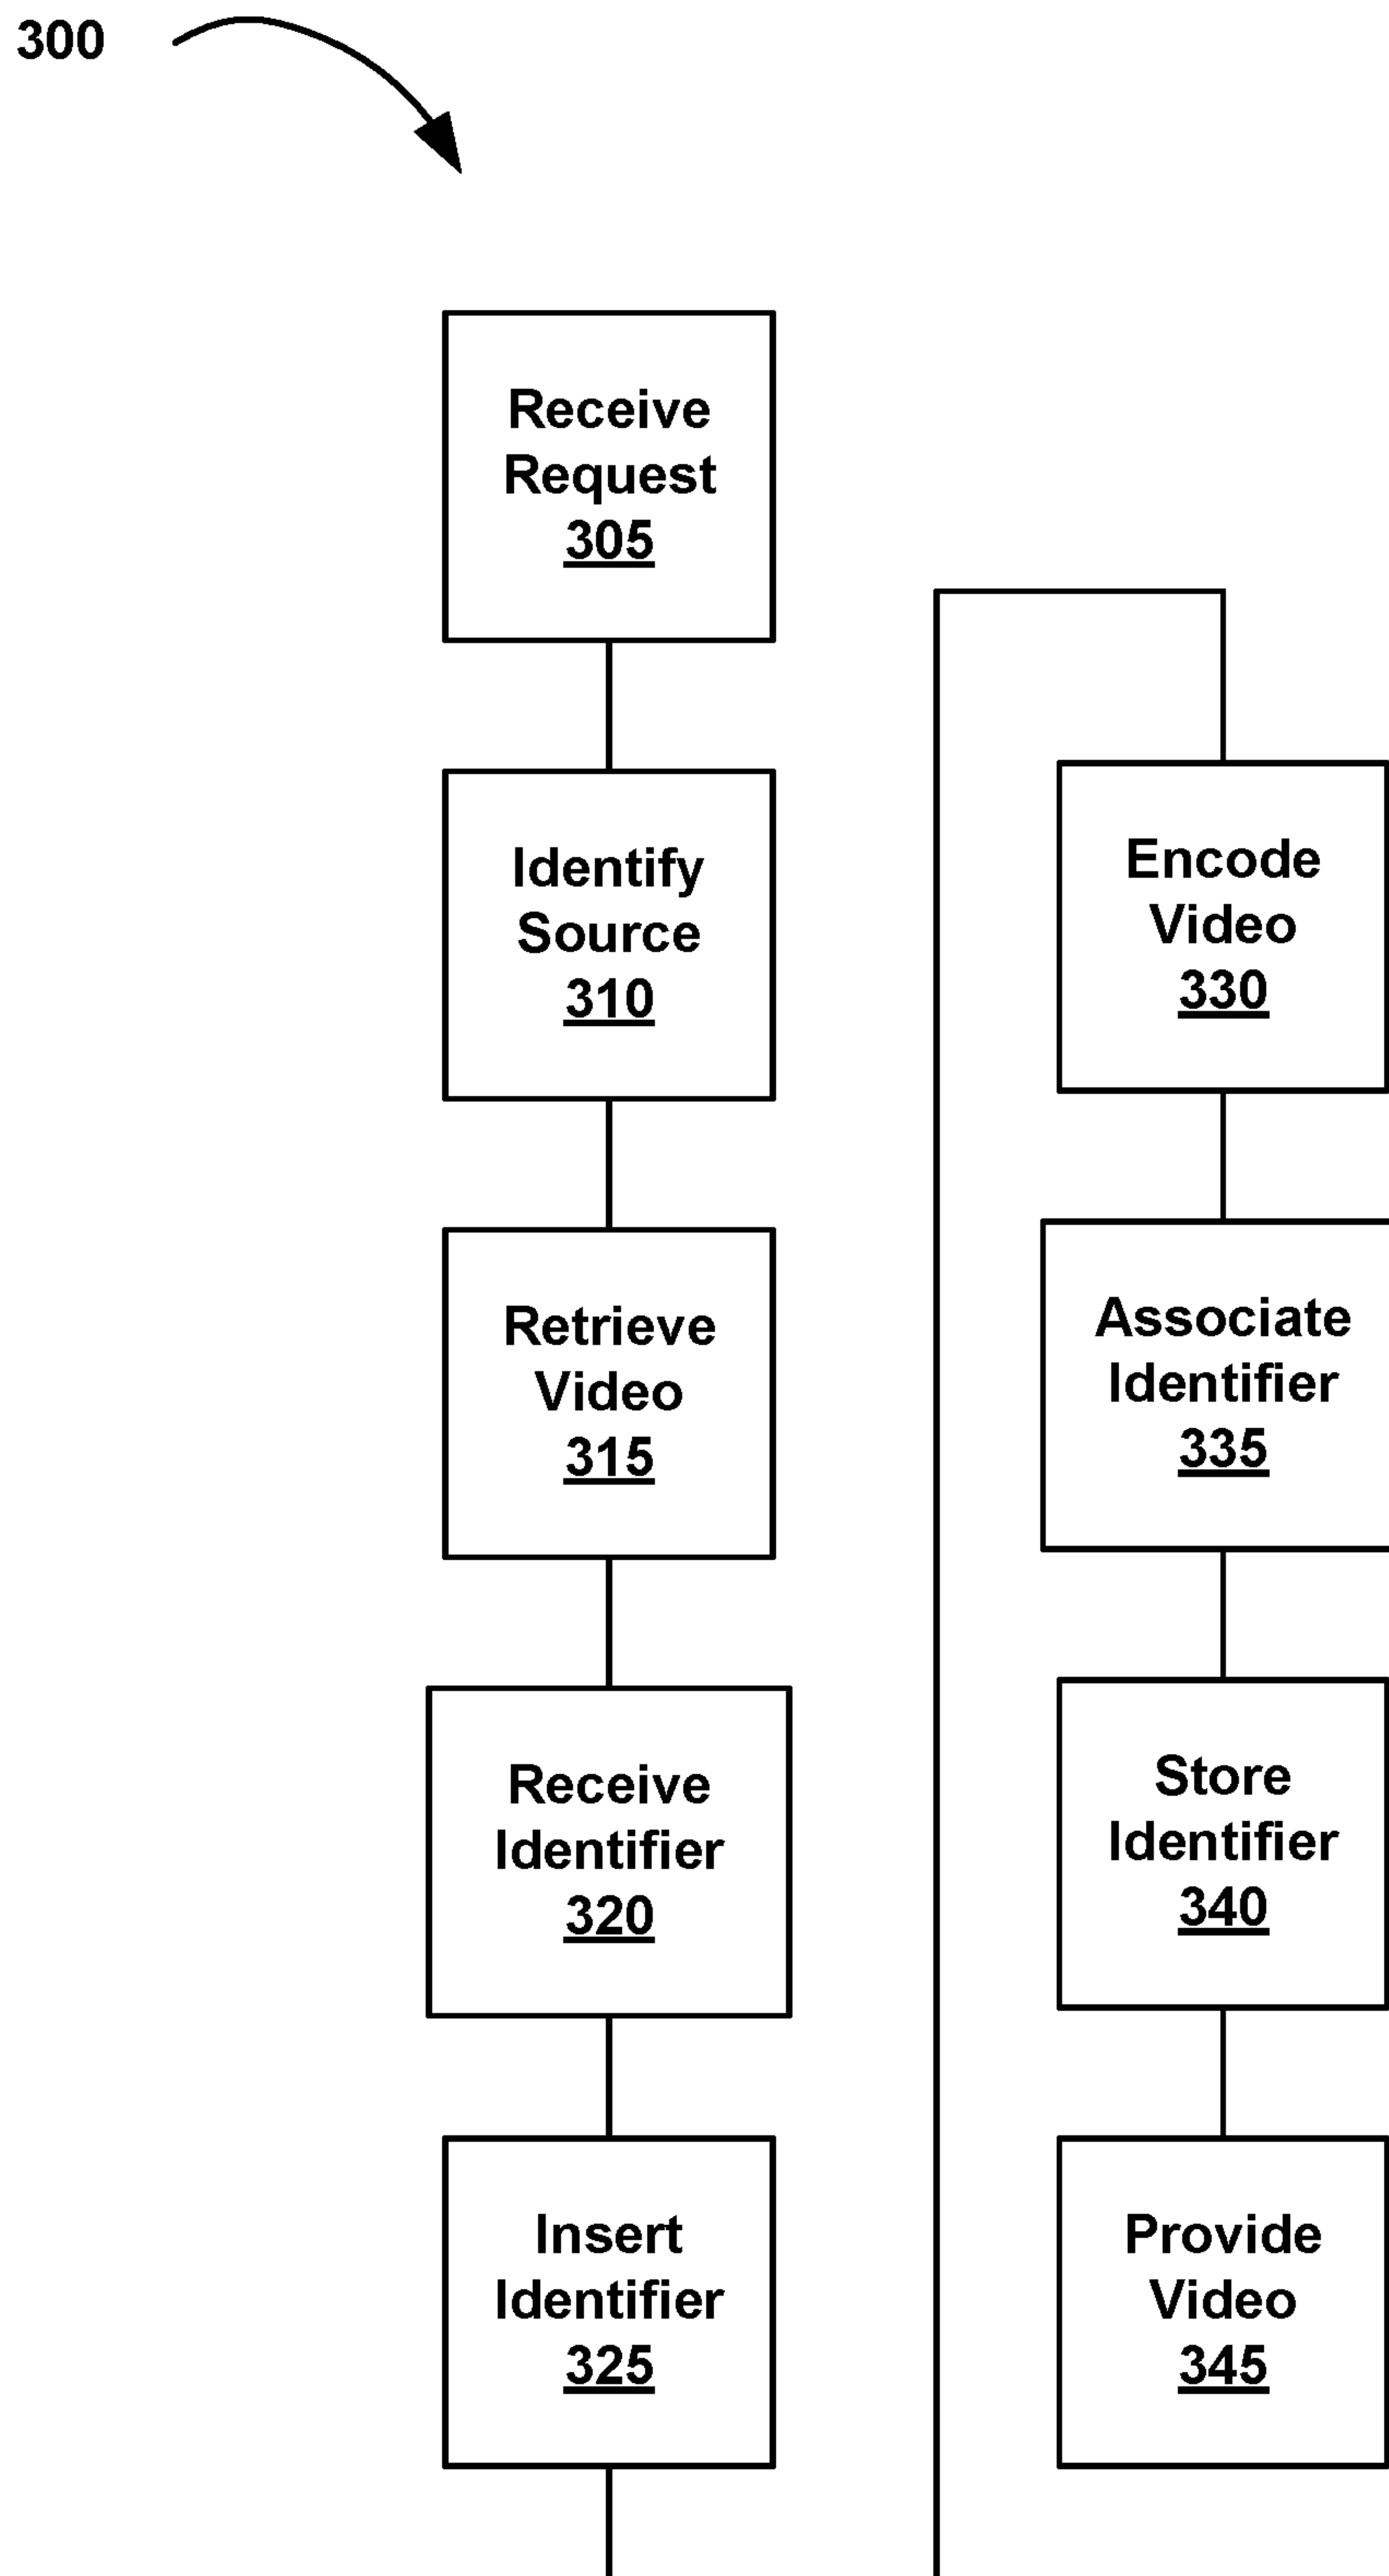 300
Receive
Request
305
Identify
Source
310
Retrieve
Video
315
Receive
Identifier
320
Insert
Identifier
325
Encode
Video
330
Associate
Identifier
335
Store
Identifier
340
Provide
Video
345